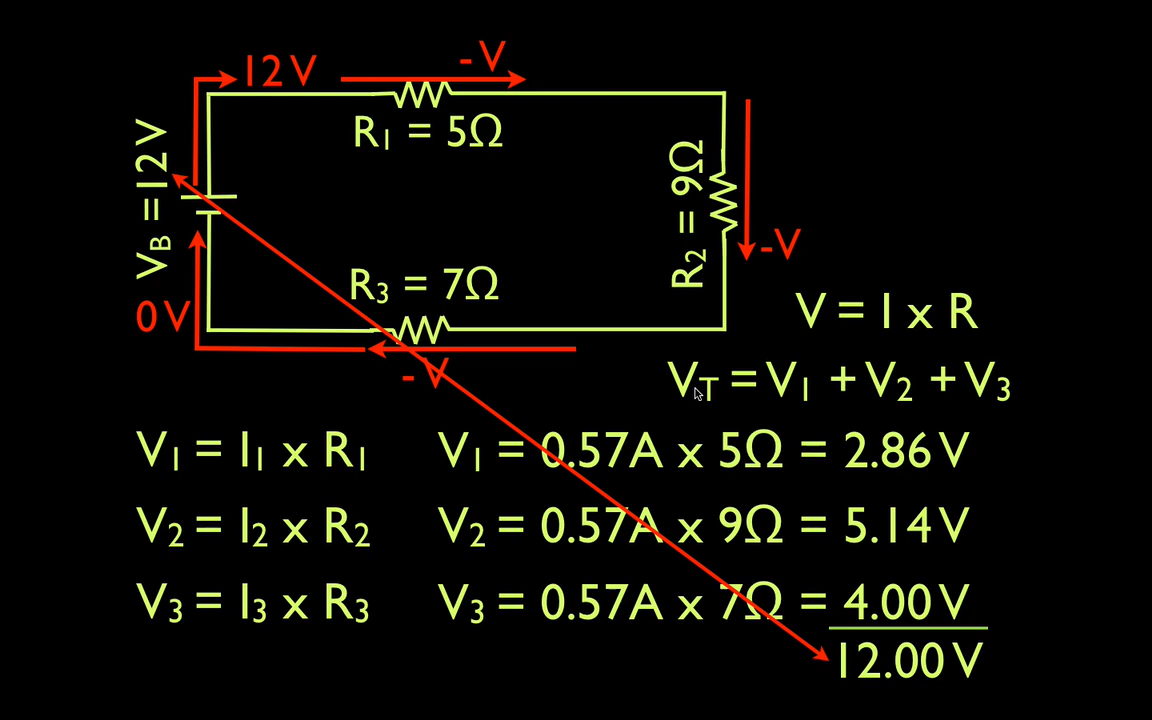 12 V
- V
R₁ = 5Ω
V_B = 12 V
R₂ = 9Ω
-V
R₃ = 7Ω
0 V
- V
V = I x R
V_T = V₁ + V₂ + V₃
V₁ = I₁ x R₁
V₁ = 0.57A x 5Ω = 2.86 V
V₂ = I₂ x R₂
V₂ = 0.57A x 9Ω = 5.14 V
V₃ = I₃ x R₃
V₃ = 0.57A x 7Ω = 4.00 V
12.00 V